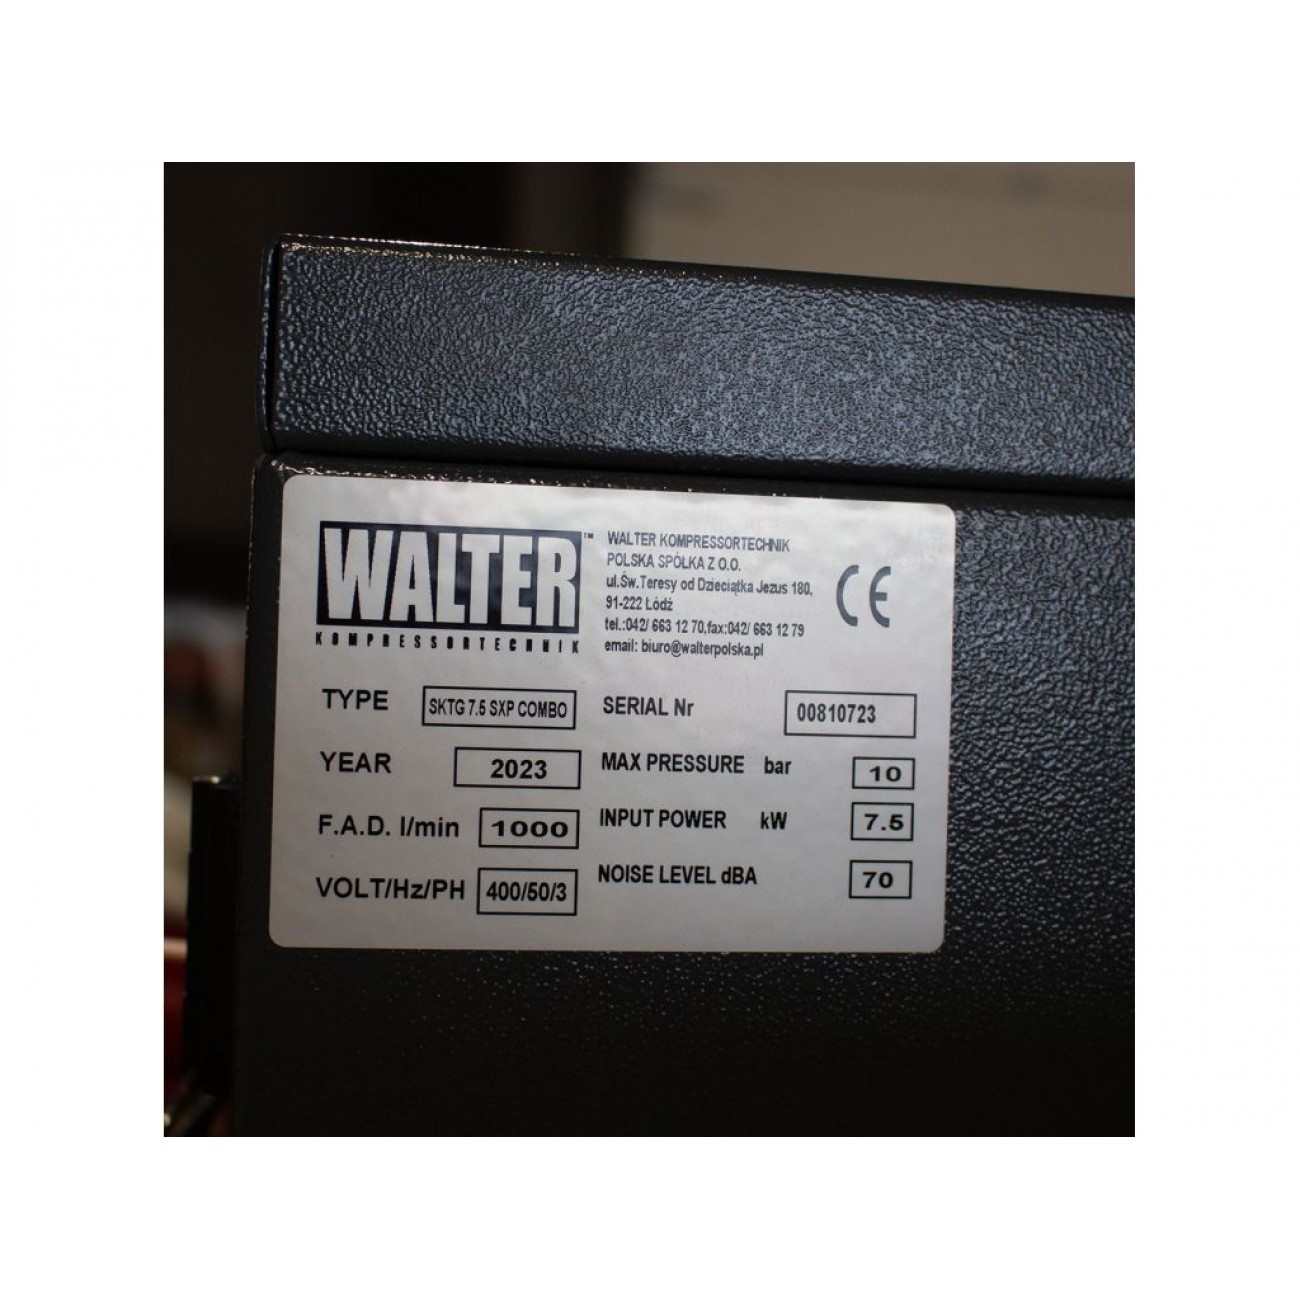 WALTER™
KOMPRESSORTECHNIK
WALTER KOMPRESSORTECHNIK
POLSKA SPÓŁKA Z O.O.
ul.Św.Teresy od Dzieciątka Jezus 180,
91-222 Łódź
tel.:042/ 663 12 70,fax:042/ 663 12 79
email: biuro@walterpolska.pl
CE
TYPE SKTG 7.5 SXP COMBO
SERIAL Nr 00810723
YEAR 2023
MAX PRESSURE bar 10
F.A.D. l/min 1000
INPUT POWER kW 7.5
VOLT/Hz/PH 400/50/3
NOISE LEVEL dBA 70